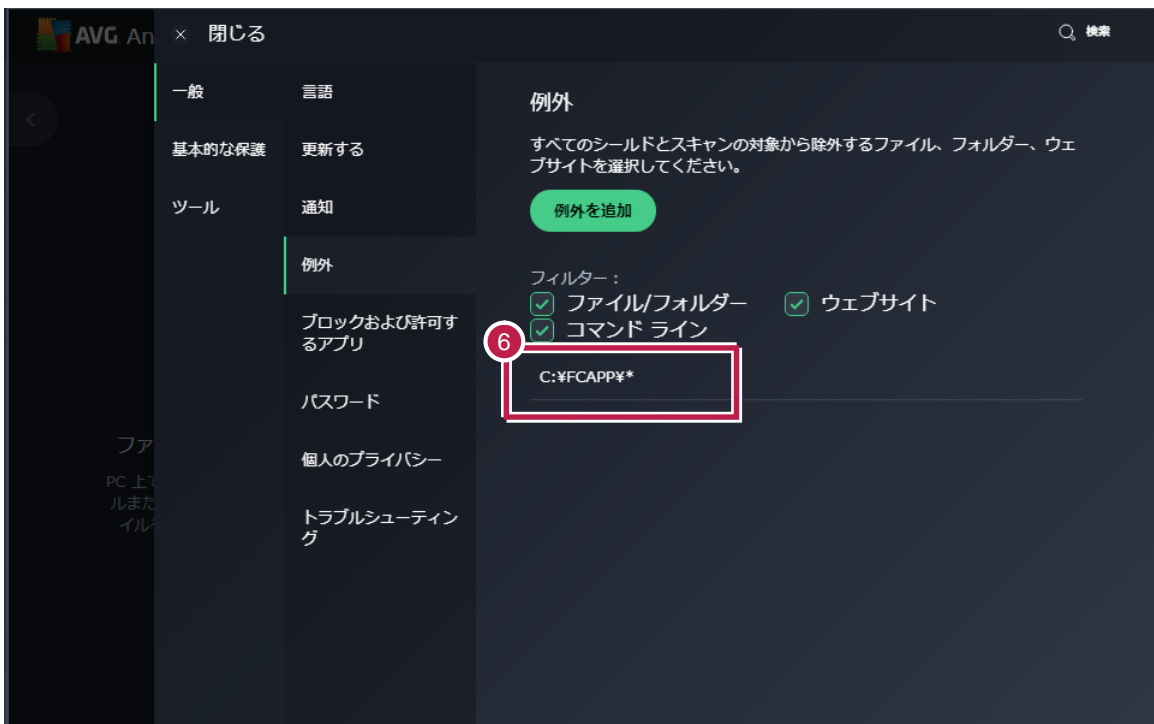 AVG An
× 閉じる
検索
一般
基本的な保護
ツール
言語
更新する
通知
例外
ブロックおよび許可す
るアプリ
パスワード
個人のプライバシー
トラブルシューティン
グ
例外
すべてのシールドとスキャンの対象から除外するファイル、フォルダー、ウェ
ブサイトを選択してください。
例外を追加
フィルター：
ファイル/フォルダー
ウェブサイト
コマンド ライン
6
C:¥FCAPP¥*
ファ
PC 上で
ルまた
イルを